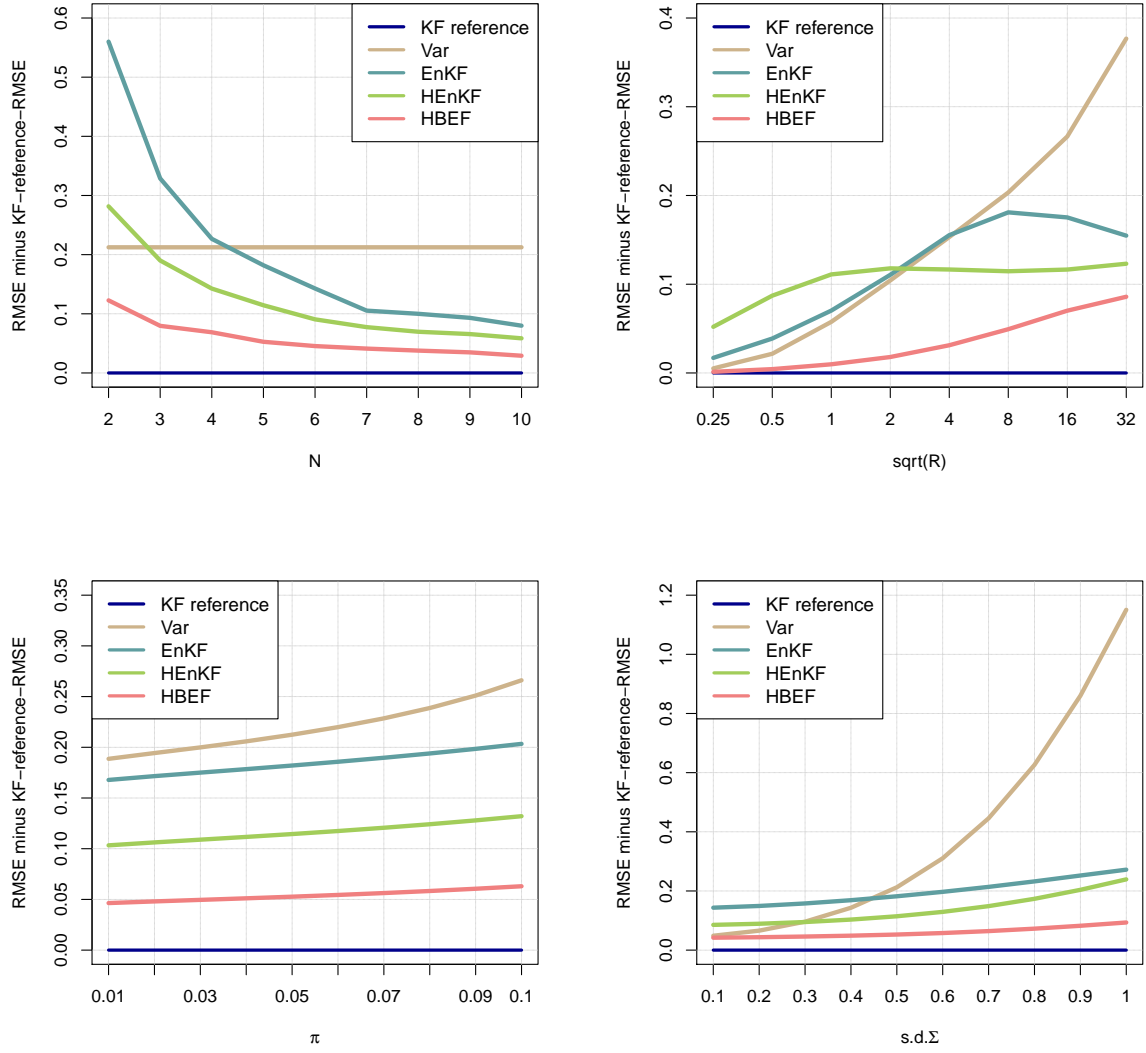 RMSE minus KF−reference−RMSE
0.0 0.1 0.2 0.3 0.4 0.5 0.6
KF reference
Var
EnKF
HEnKF
HBEF
2 3 4 5 6 7 8 9 10
N
RMSE minus KF−reference−RMSE
0.0 0.1 0.2 0.3 0.4
KF reference
Var
EnKF
HEnKF
HBEF
0.25 0.5 1 2 4 8 16 32
sqrt(R)
RMSE minus KF−reference−RMSE
0.00 0.05 0.10 0.15 0.20 0.25 0.30 0.35
KF reference
Var
EnKF
HEnKF
HBEF
0.01 0.03 0.05 0.07 0.09 0.1
π
RMSE minus KF−reference−RMSE
0.0 0.2 0.4 0.6 0.8 1.0 1.2
KF reference
Var
EnKF
HEnKF
HBEF
0.1 0.2 0.3 0.4 0.5 0.6 0.7 0.8 0.9 1
s.d.Σ